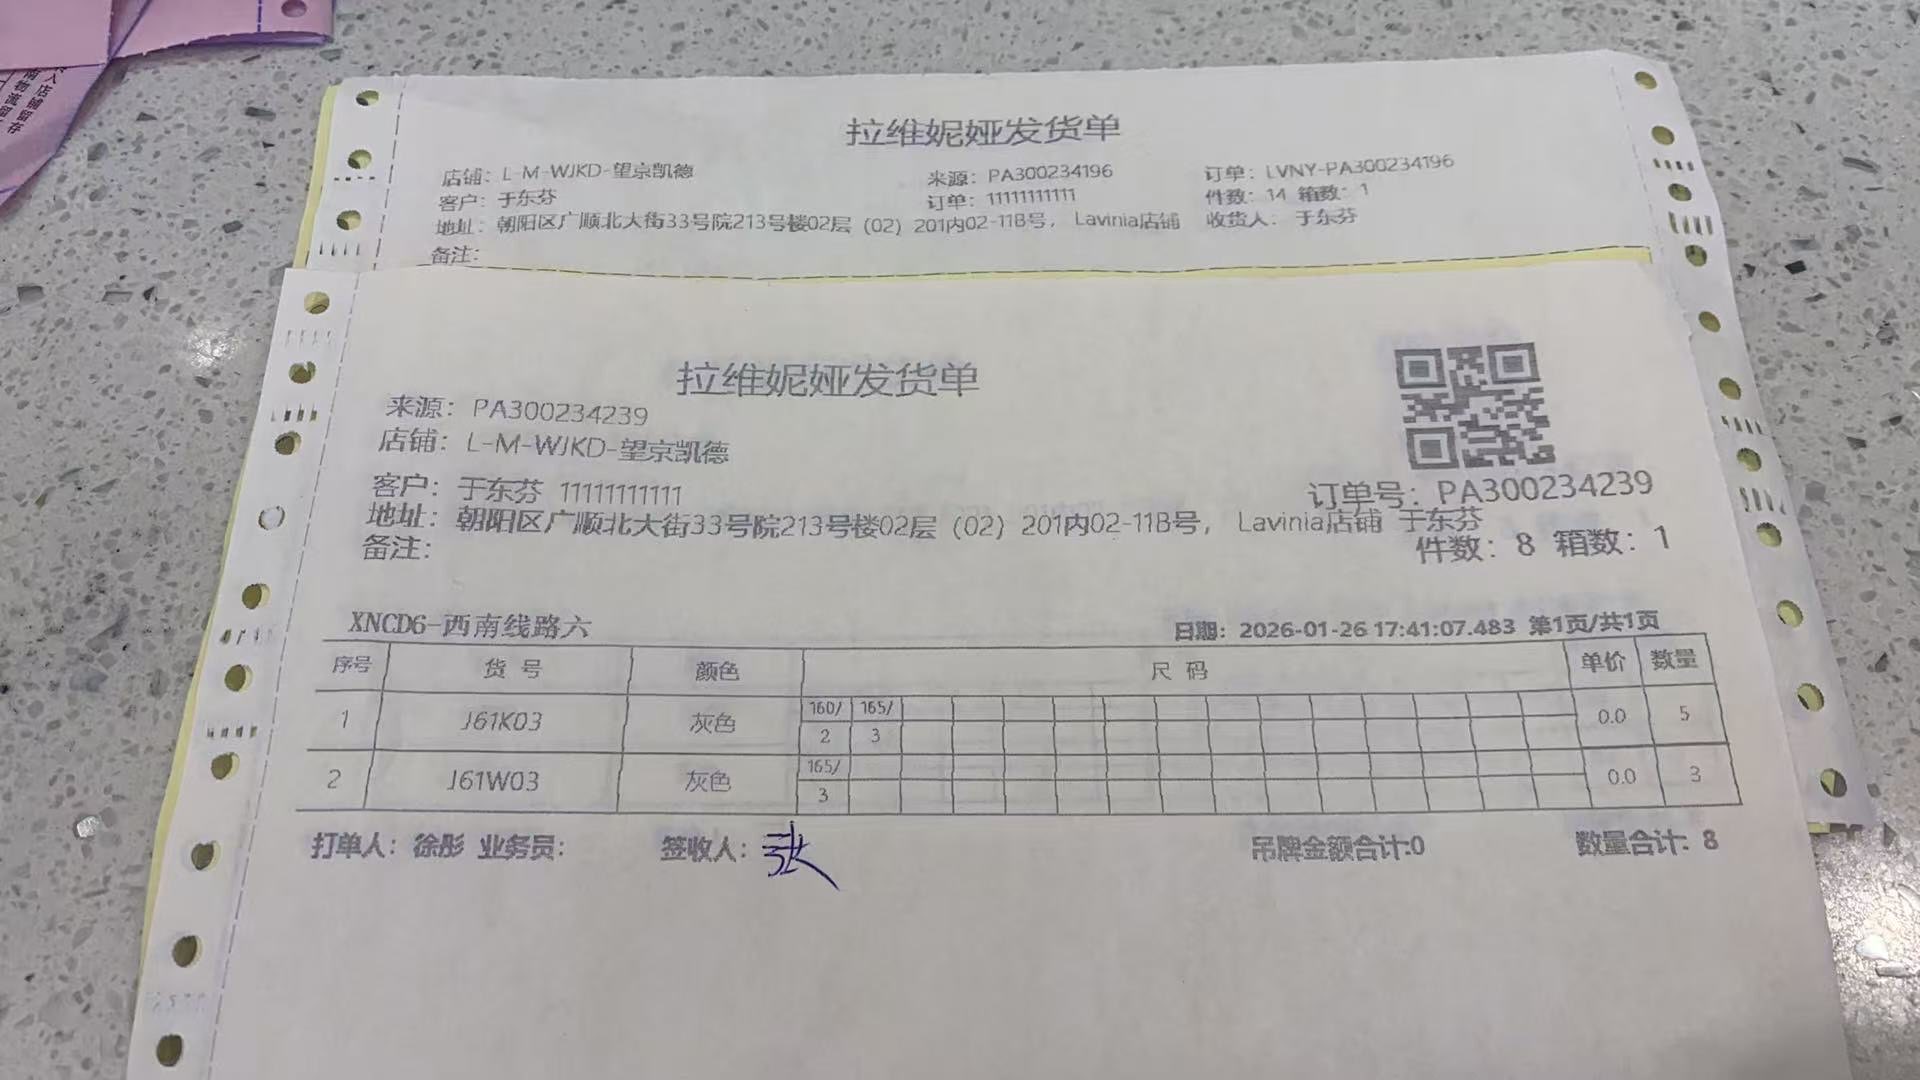 入店铺留存
南物流留
拉维妮娅发货单
店铺：L-M-WJKD-望京凯德 来源：PA300234196 订单：LVNY-PA300234196
客户：于东芬 订单：11111111111 件数：14 箱数：1
地址：朝阳区广顺北大街33号院213号楼02层（02）201内02-11B号， Lavinia店铺 收货人：于东芬
备注：
拉维妮娅发货单
来源：PA300234239
店铺：L-M-WJKD-望京凯德
客户：于东芬 11111111111 订单号：PA300234239
地址：朝阳区广顺北大街33号院213号楼02层（02）201内02-11B号， Lavinia店铺 于东芬
备注： 件数：8 箱数：1
XNCD6-西南线路六 日期：2026-01-26 17:41:07.483 第1页/共1页
序号 货 号 颜色 尺 码 单价 数量
1 J61K03 灰色 160/ 165/ 0.0 5
2 3
2 J61W03 灰色 165/ 0.0 3
3
打单人：徐彤 业务员： 签收人：张 吊牌金额合计:0 数量合计：8